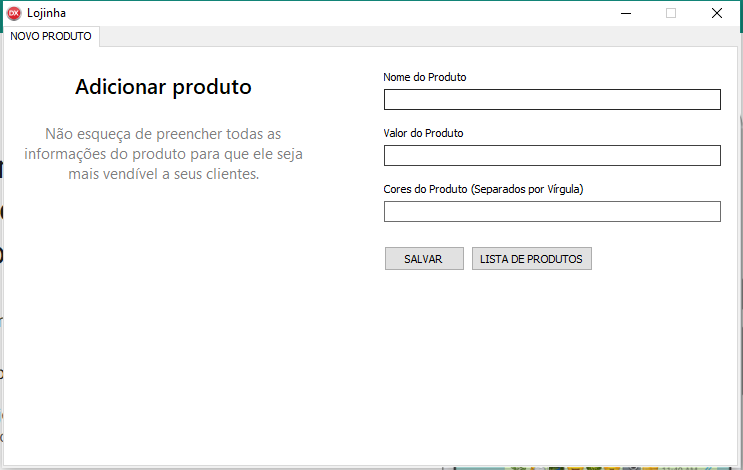 DX Lojinha
NOVO PRODUTO
Adicionar produto
Não esqueça de preencher todas as
informações do produto para que ele seja
mais vendível a seus clientes.
Nome do Produto
Valor do Produto
Cores do Produto (Separados por Vírgula)
SALVAR
LISTA DE PRODUTOS